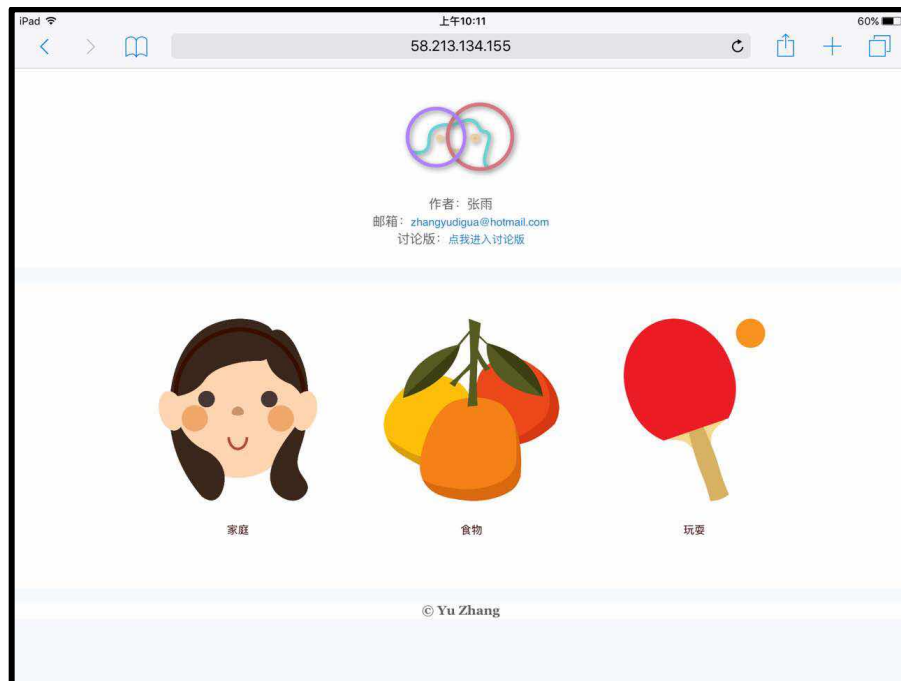 iPad 上午10:11 60%
58.213.134.155
作者：张雨
邮箱：zhangyudigua@hotmail.com
讨论版：点我进入讨论版
家庭 食物 玩耍
© Yu Zhang